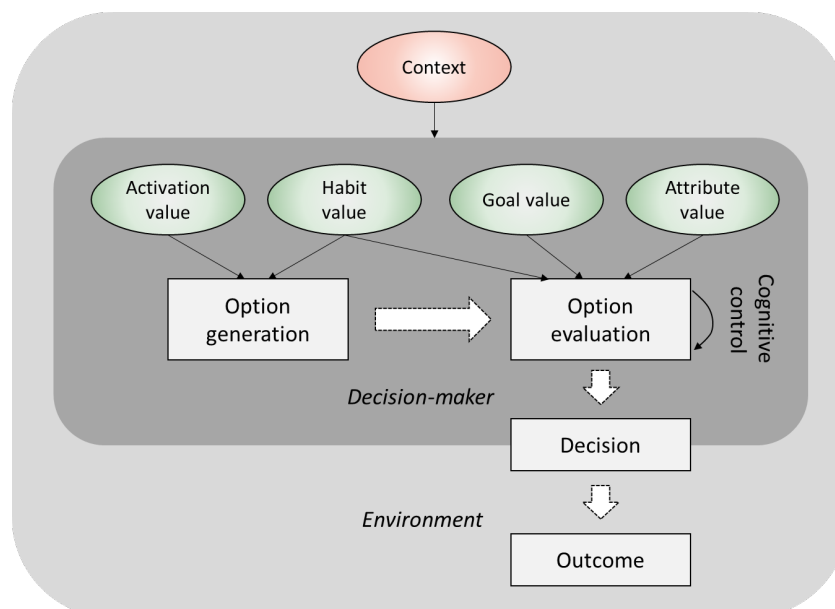 Context
Activation
value
Habit
value
Goal value
Attribute
value
Option
generation
Option
evaluation
Cognitive
control
Decision-maker
Decision
Environment
Outcome